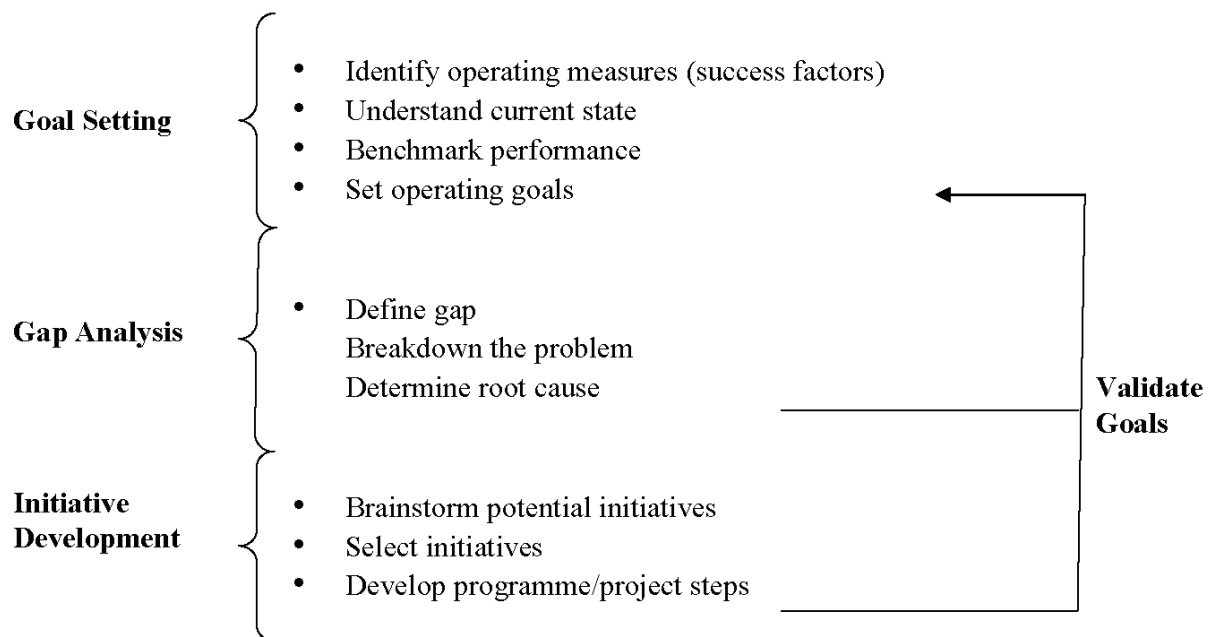 Goal Setting
• Identify operating measures (success factors)
• Understand current state
• Benchmark performance
• Set operating goals
Gap Analysis
• Define gap
Breakdown the problem
Determine root cause
Validate
Goals
Initiative
Development
• Brainstorm potential initiatives
• Select initiatives
• Develop programme/project steps